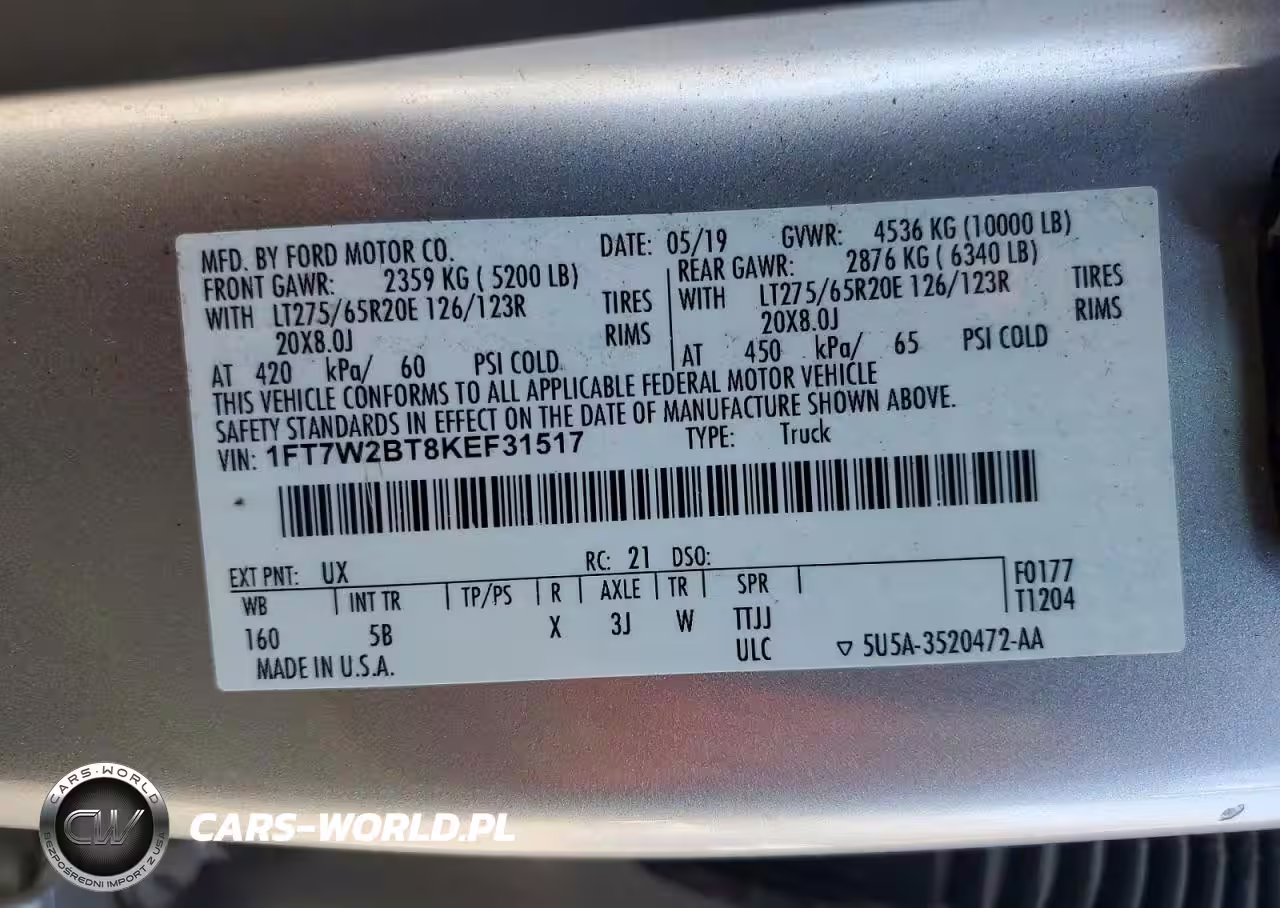 MFD. BY FORD MOTOR CO. DATE: 05/19 GVWR: 4536 KG (10000 LB)
FRONT GAWR: 2359 KG ( 5200 LB) REAR GAWR: 2876 KG ( 6340 LB)
WITH LT275/65R20E 126/123R TIRES WITH LT275/65R20E 126/123R TIRES
20X8.0J RIMS 20X8.0J RIMS
AT 420 kPa/ 60 PSI COLD AT 450 kPa/ 65 PSI COLD
THIS VEHICLE CONFORMS TO ALL APPLICABLE FEDERAL MOTOR VEHICLE
SAFETY STANDARDS IN EFFECT ON THE DATE OF MANUFACTURE SHOWN ABOVE.
VIN: 1FT7W2BT8KEF31517 TYPE: Truck
EXT PNT: UX RC: 21 DSO:
WB INT TR TP/PS R AXLE TR SPR F0177
T1204
160 5B X 3J W TTJJ
ULC ▽ 5U5A-3520472-AA
MADE IN U.S.A.
CARS-WORLD
CW
BEZPOŚREDNI IMPORT Z USA
CARS-WORLD.PL